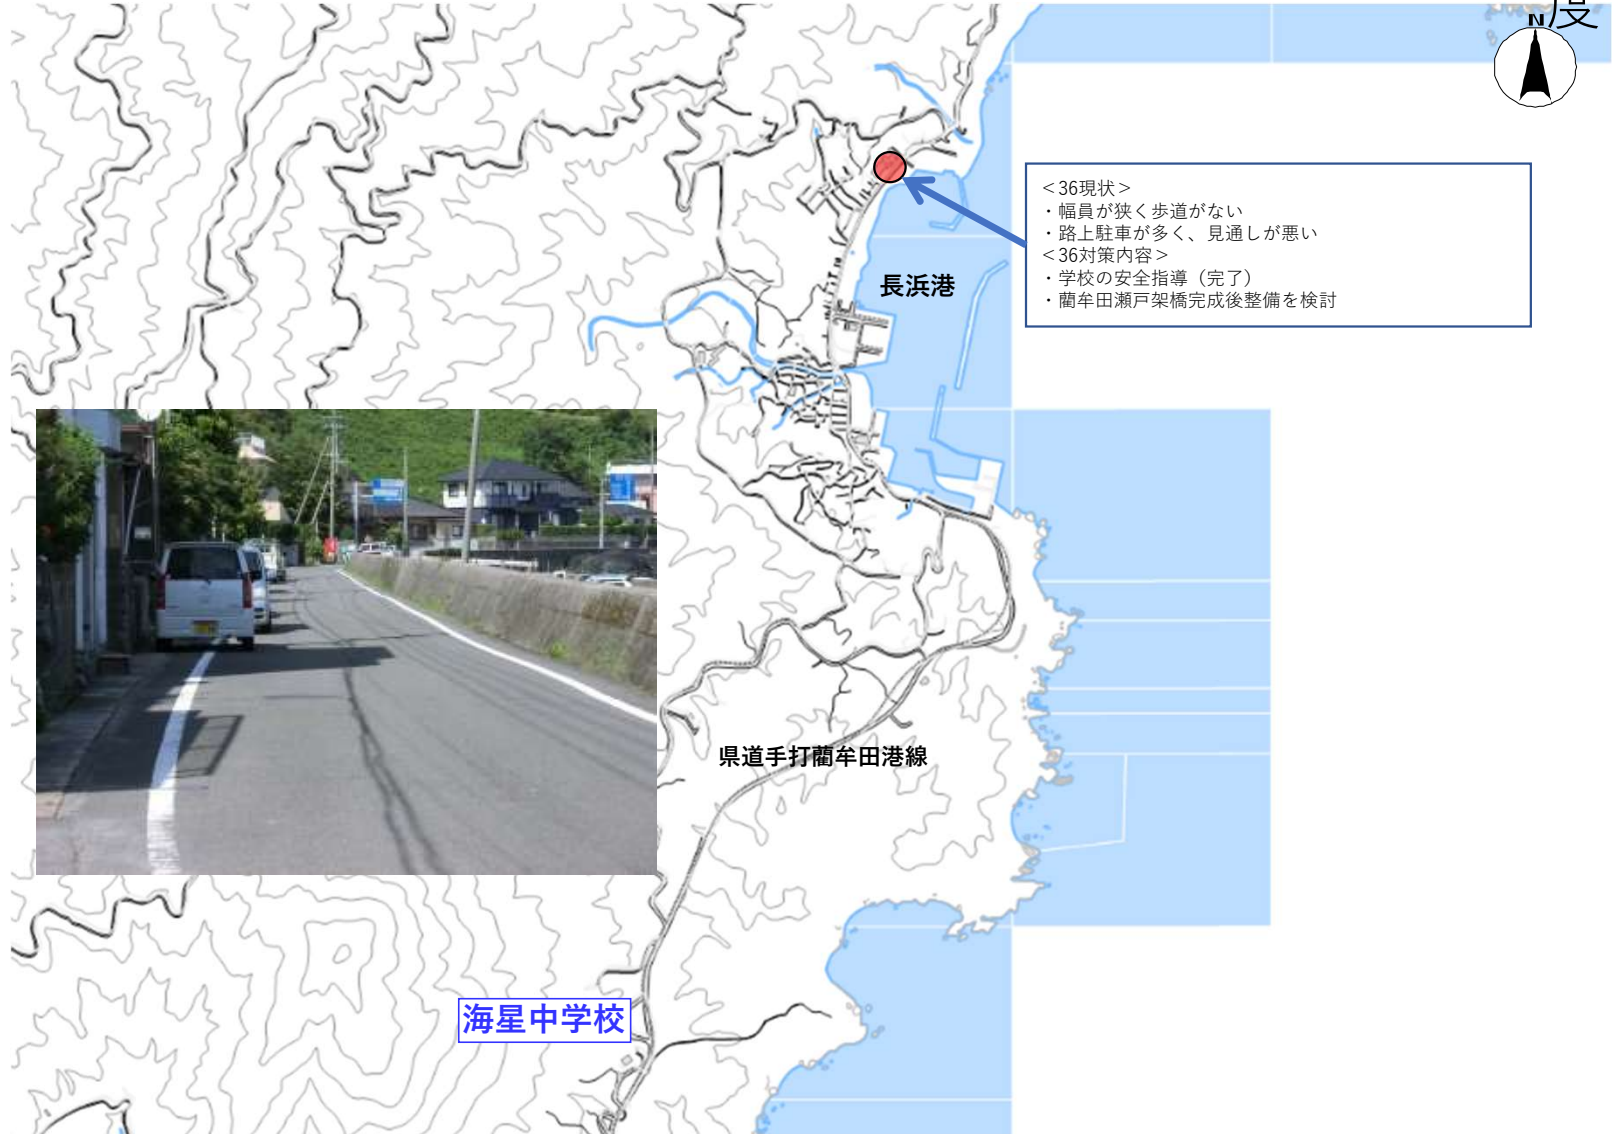 N
＜36現状＞
・幅員が狭く歩道がない
・路上駐車が多く、見通しが悪い
＜36対策内容＞
・学校の安全指導（完了）
・藺牟田瀬戸架橋完成後整備を検討
長浜港
県道手打藺牟田港線
海星中学校